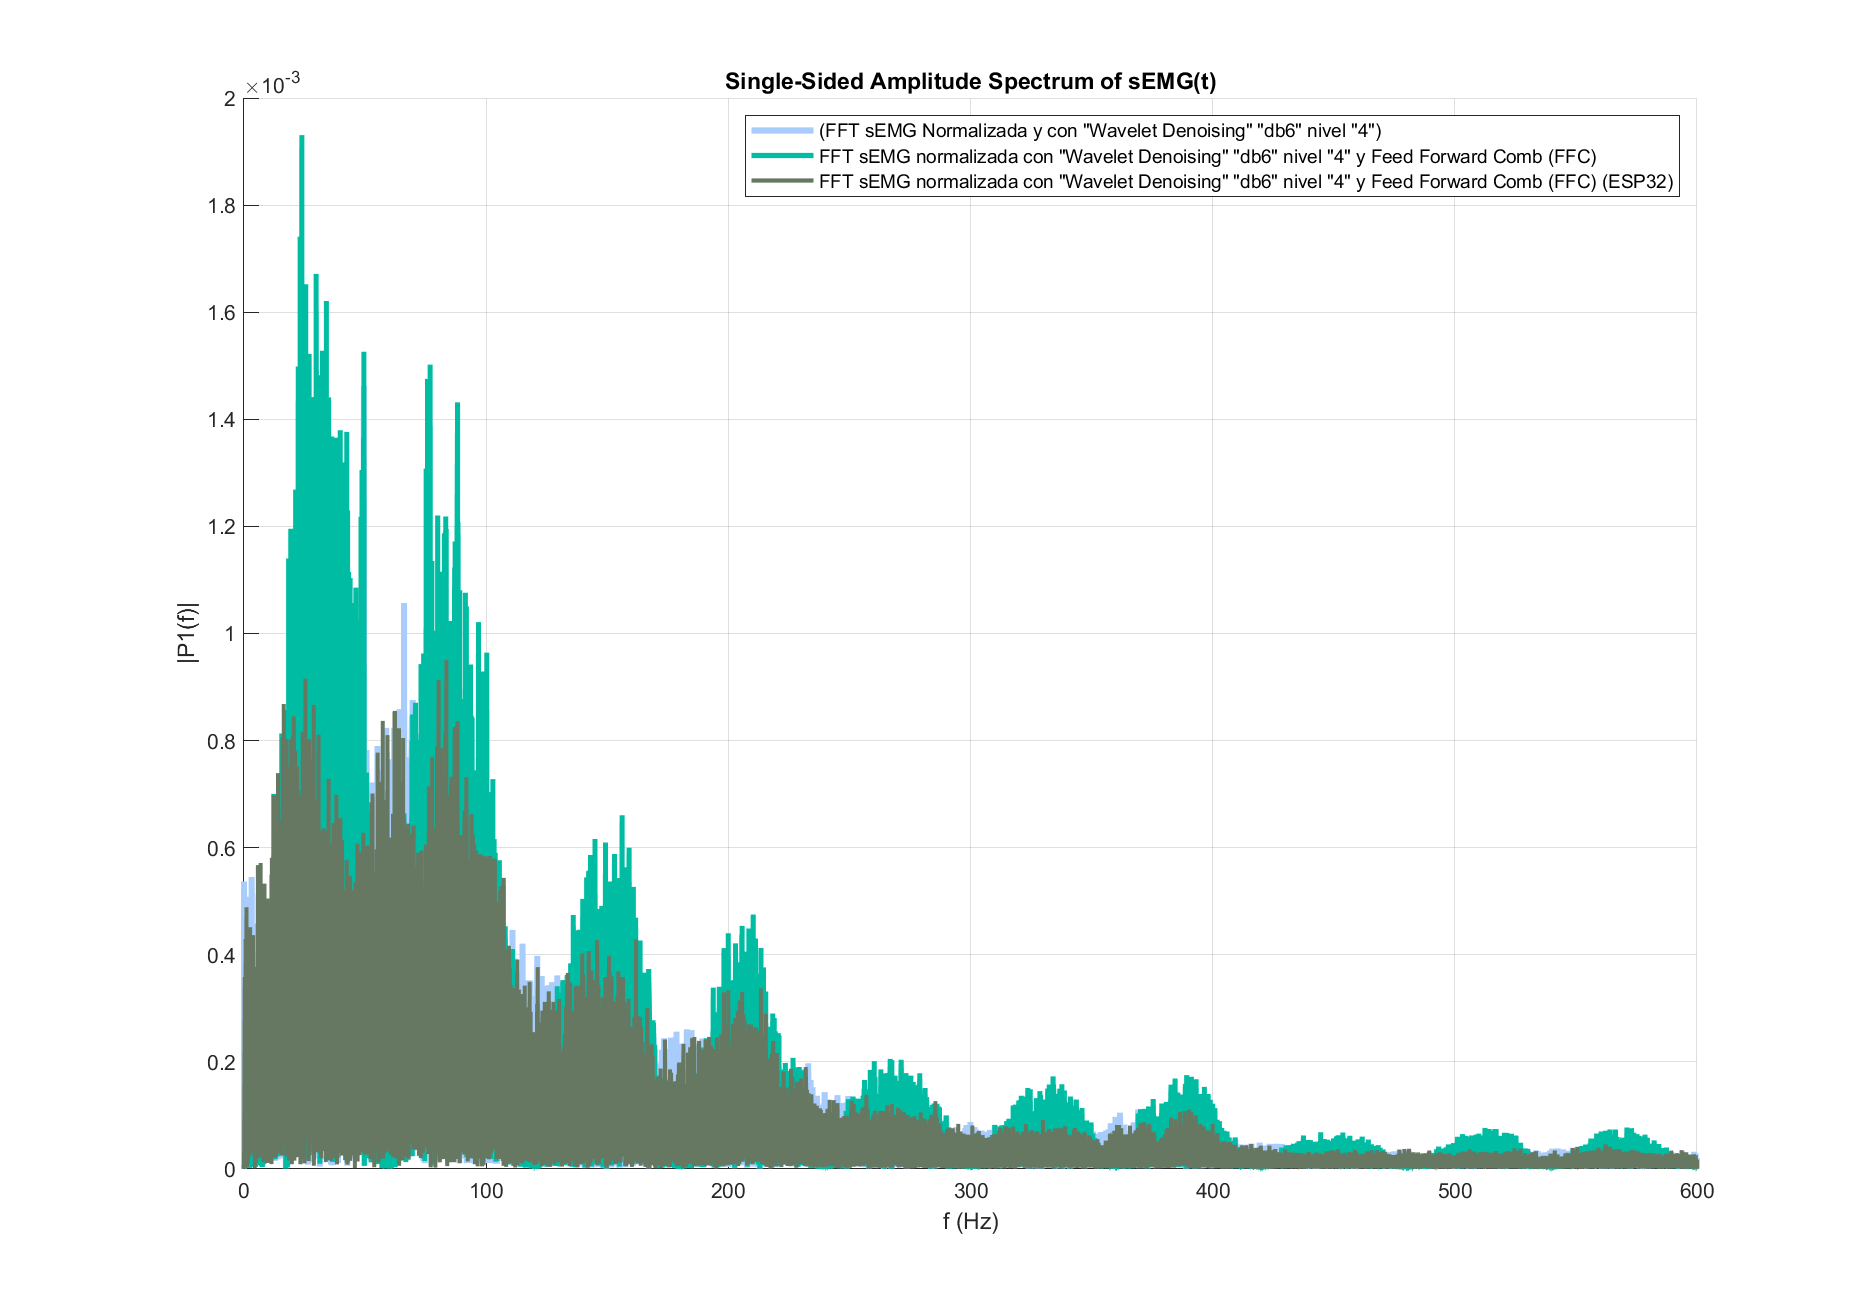 Single-Sided Amplitude Spectrum of sEMG(t)
×10-3
(FFT sEMG Normalizada y con "Wavelet Denoising" "db6" nivel "4")
FFT sEMG normalizada con "Wavelet Denoising" "db6" nivel "4" y Feed Forward Comb (FFC)
FFT sEMG normalizada con "Wavelet Denoising" "db6" nivel "4" y Feed Forward Comb (FFC) (ESP32)
2
1.8
1.6
1.4
1.2
1
0.8
0.6
0.4
0.2
0
|P1(f)|
0 100 200 300 400 500 600
f (Hz)